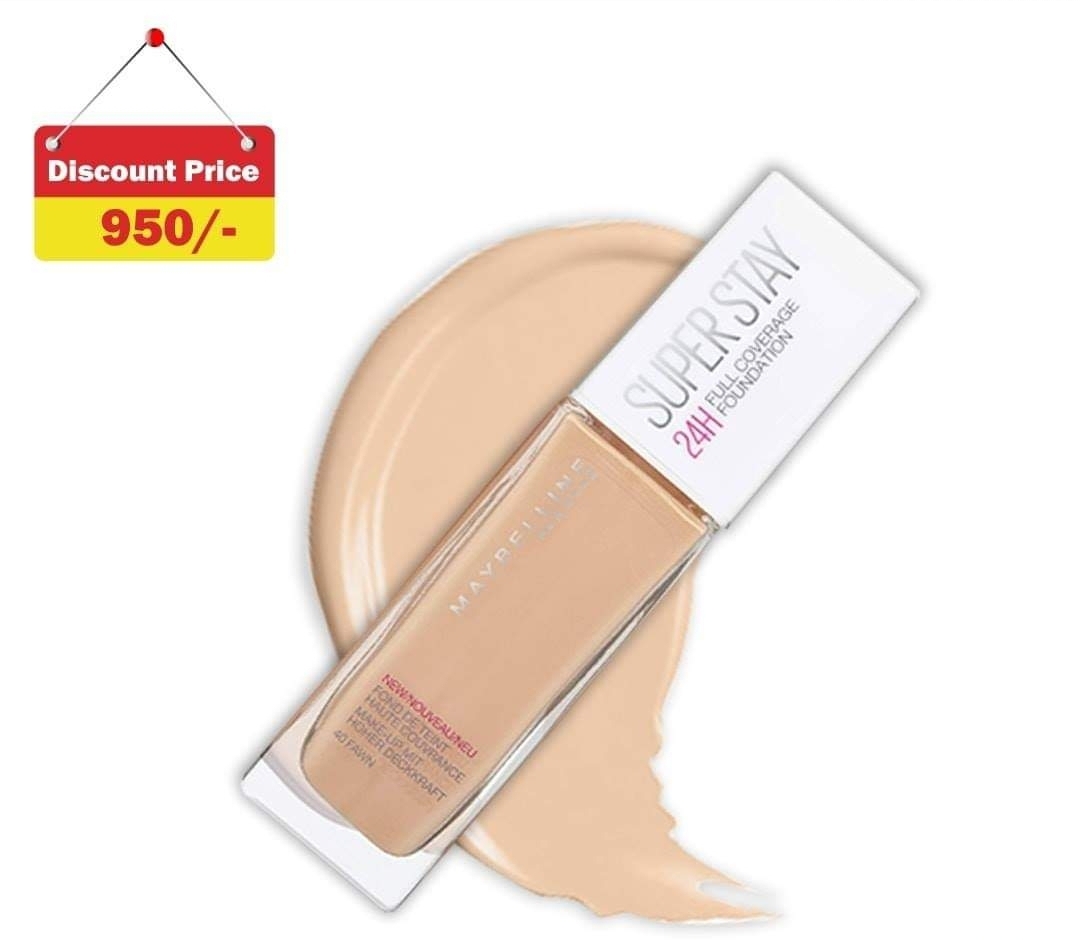 Discount Price
950/-
SUPER STAY
24H FULL COVERAGE
FOUNDATION
MAYBELLINE
NEW/NOUVEAU/NEU
FOND DE TEINT
HAUTE COUVRANCE
MAKE-UP MIT
HOHER DECKKRAFT
40 FAWN